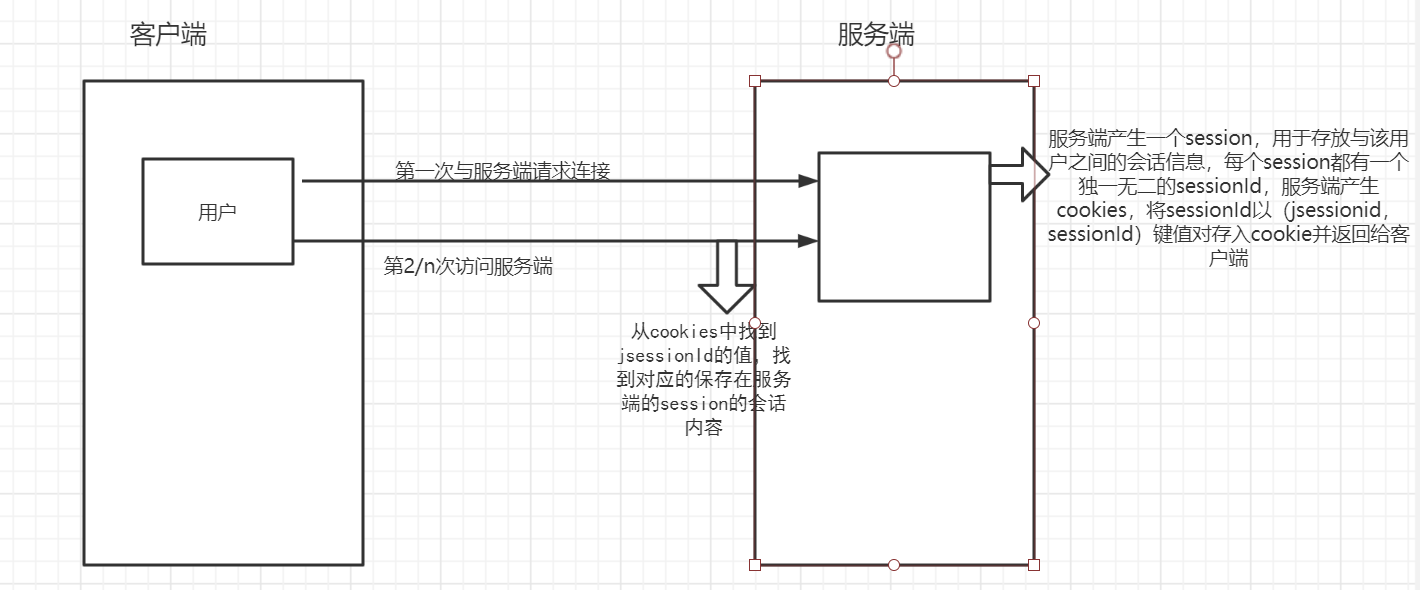 客户端
服务端
第一次与服务端请求连接
用户
第2/n次访问服务端
服务端产生一个session，用于存放与该用
户之间的会话信息，每个session都有一个
独一无二的sessionId，服务端产生
cookies，将sessionId以（jsessionid，
sessionId）键值对存入cookie并返回给客
户端
从cookies中找到
jsessionId的值，找
到对应的保存在服务
端的session的会话
内容